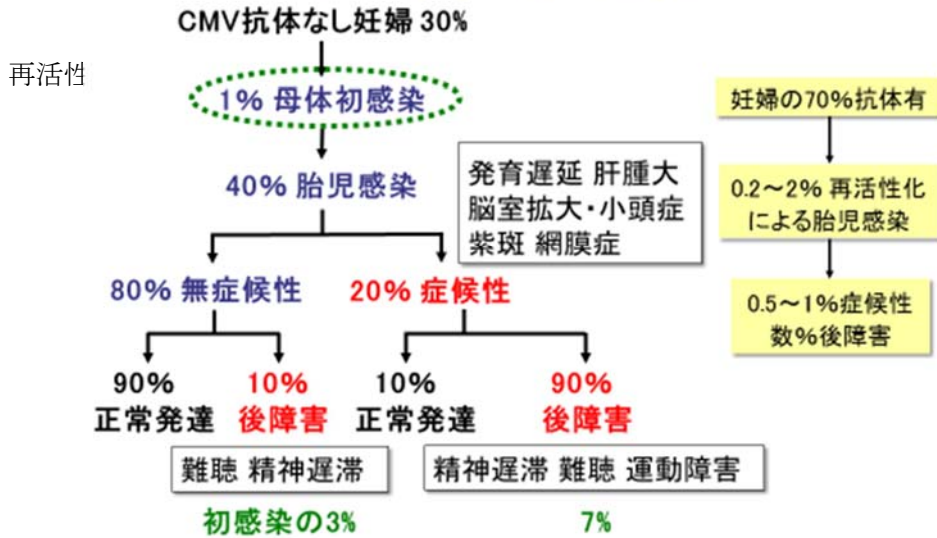 CMV抗体なし妊婦 30%
再活性
1% 母体初感染
妊婦の70%抗体有
40% 胎児感染
発育遅延 肝腫大
脳室拡大・小頭症
紫斑 網膜症
0.2～2% 再活性化
による胎児感染
80% 無症候性
20% 症候性
0.5～1%症候性
数%後障害
90%
正常発達
10%
後障害
10%
正常発達
90%
後障害
難聴 精神遅滞
精神遅滞 難聴 運動障害
初感染の3%
7%